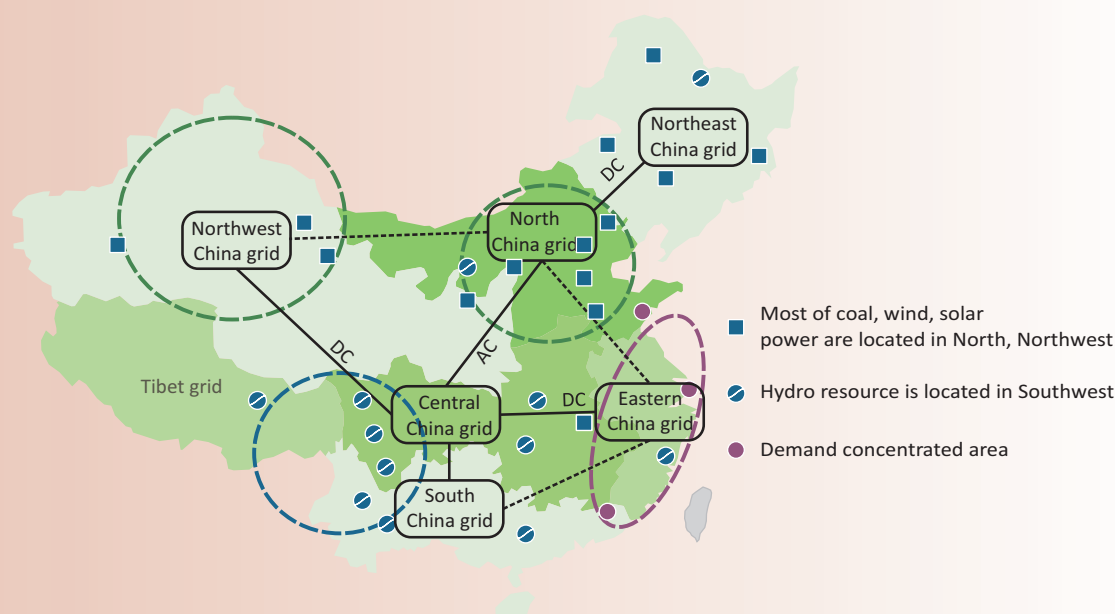 Northeast
China grid
DC
North
China grid
Northwest
China grid
DC
AC
Tibet grid
Central
China grid
DC
Eastern
China grid
South
China grid
Most of coal, wind, solar
power are located in North, Northwest
Hydro resource is located in Southwest
Demand concentrated area